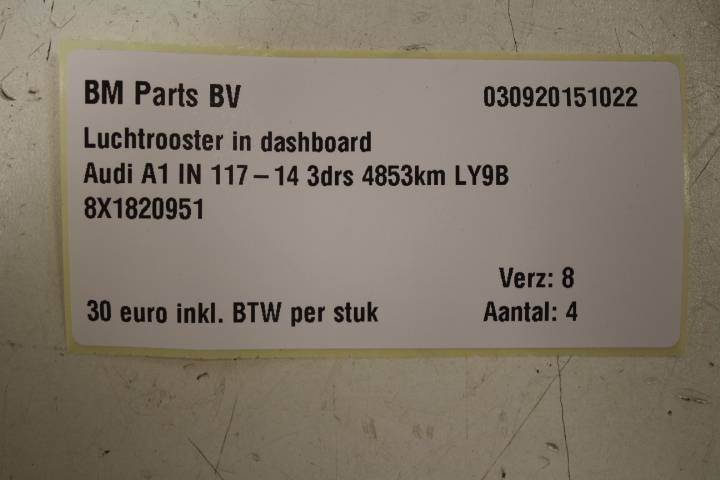 BM Parts BV 030920151022
Luchtrooster in dashboard
Audi A1 IN 117-14 3drs 4853km LY9B
8X1820951
Verz: 8
30 euro inkl. BTW per stuk Aantal: 4